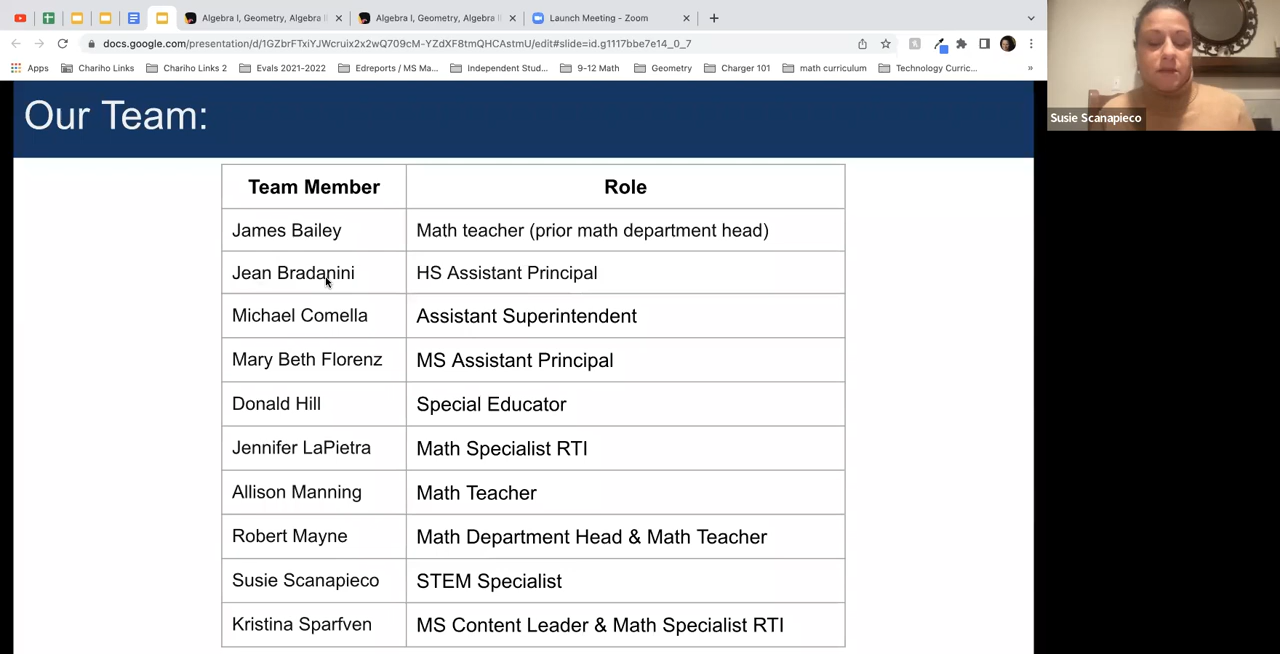 Algebra I, Geometry, Algebra II
Algebra I, Geometry, Algebra
Launch Meeting - Zoom
docs.google.com/presentation/d/1GZbrFTxiYJWcruix2x2wQ709cM-YZdXF8tmQHCAstmU/edit#slide=id.g1117bbe7e14_0_7
Apps Chariho Links Chariho Links 2 Evals 2021-2022 Edreports / MS Ma... Independent Stud... 9-12 Math Geometry Charger 101 math curriculum Technology Curric... »
Susie Scanapieco
Our Team:
Team Member Role
James Bailey Math teacher (prior math department head)
Jean Bradanini HS Assistant Principal
Michael Comella Assistant Superintendent
Mary Beth Florenz MS Assistant Principal
Donald Hill Special Educator
Jennifer LaPietra Math Specialist RTI
Allison Manning Math Teacher
Robert Mayne Math Department Head & Math Teacher
Susie Scanapieco STEM Specialist
Kristina Sparfven MS Content Leader & Math Specialist RTI